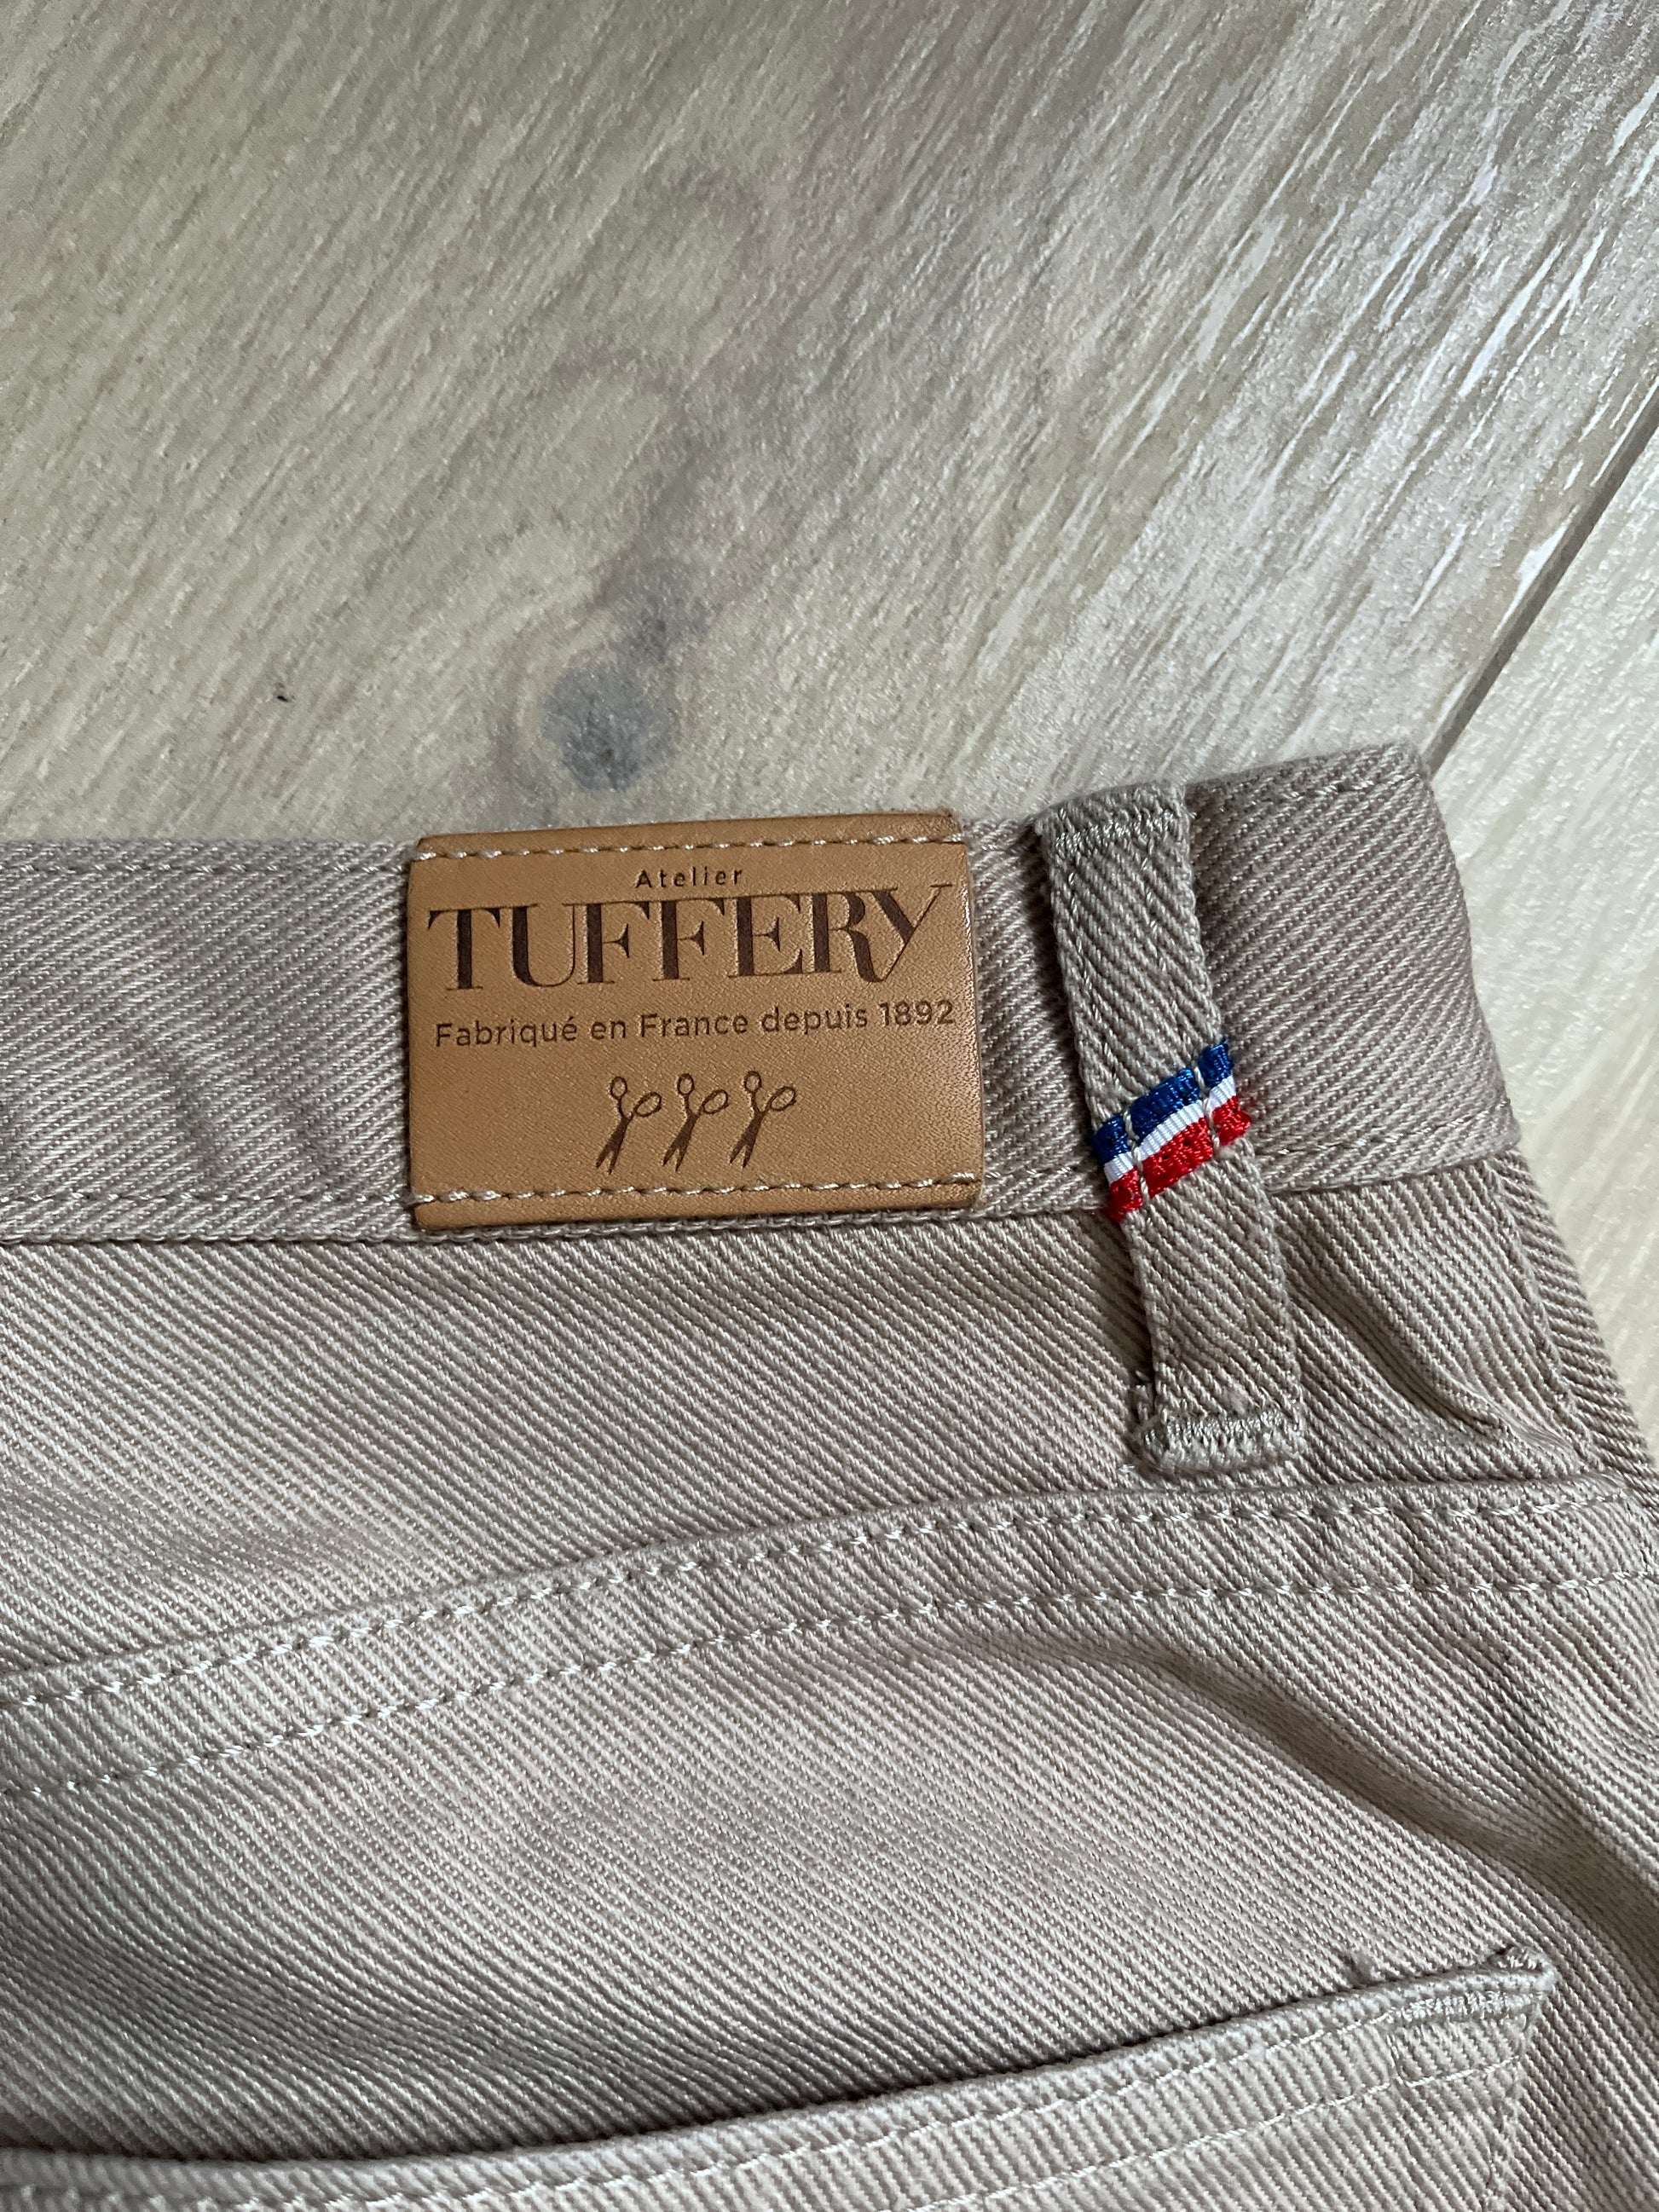 Atelier
TUFFERY
Fabriqué en France depuis 1892